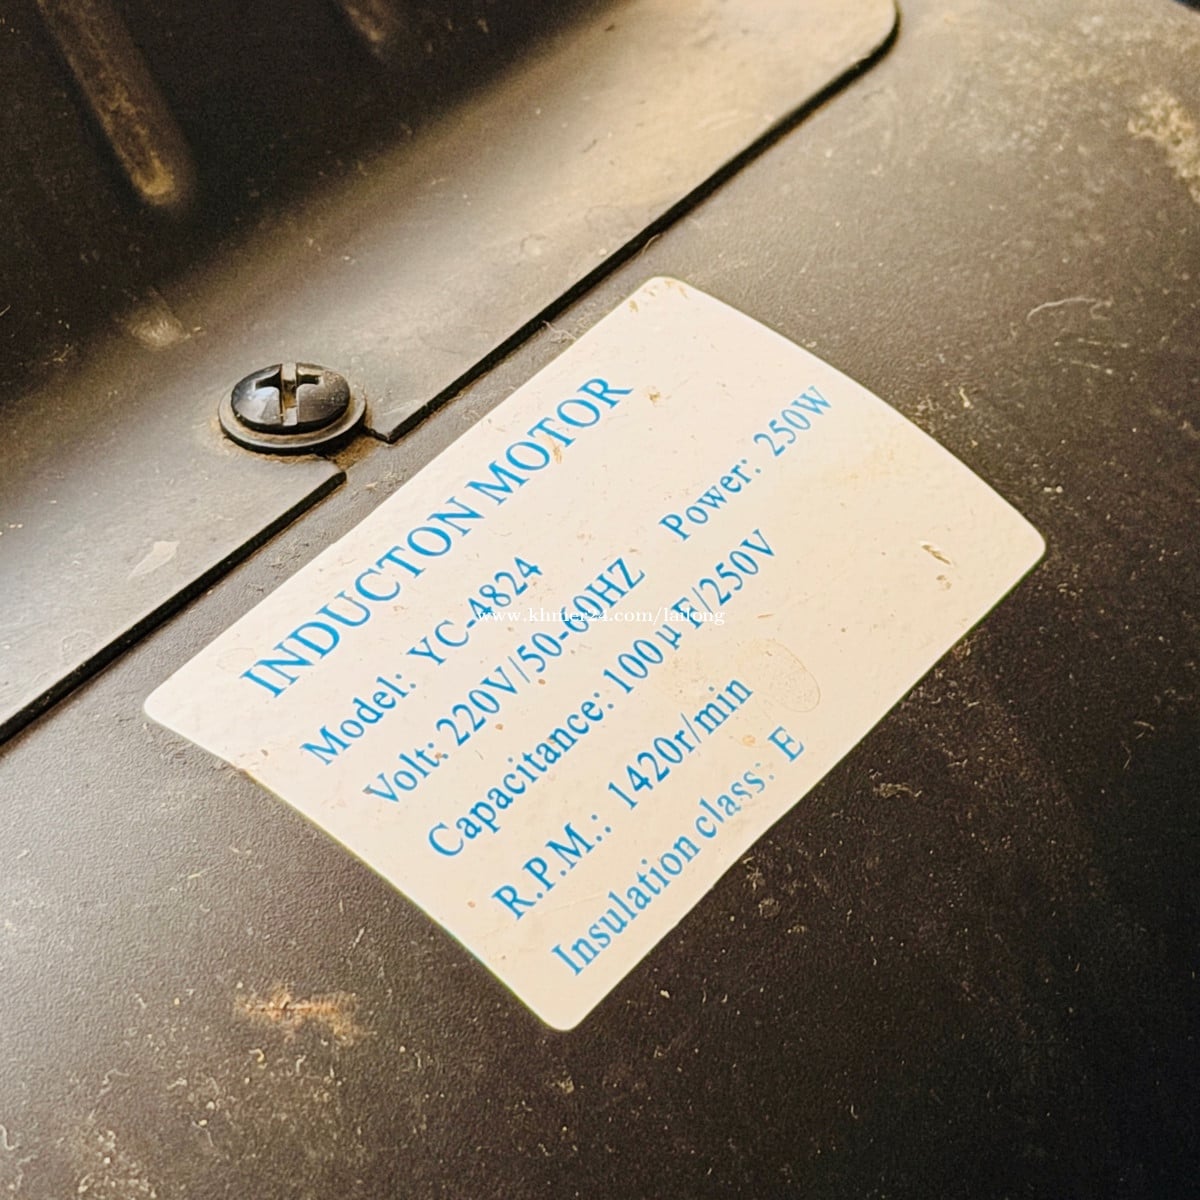 INDUCTON MOTOR
Model: YC-4824
Volt: 220V/50-60HZ Power: 250W
Capacitance: 100μF/250V
R.P.M.: 1420r/min
Insulation class: E
www.khmer24.com/lailong